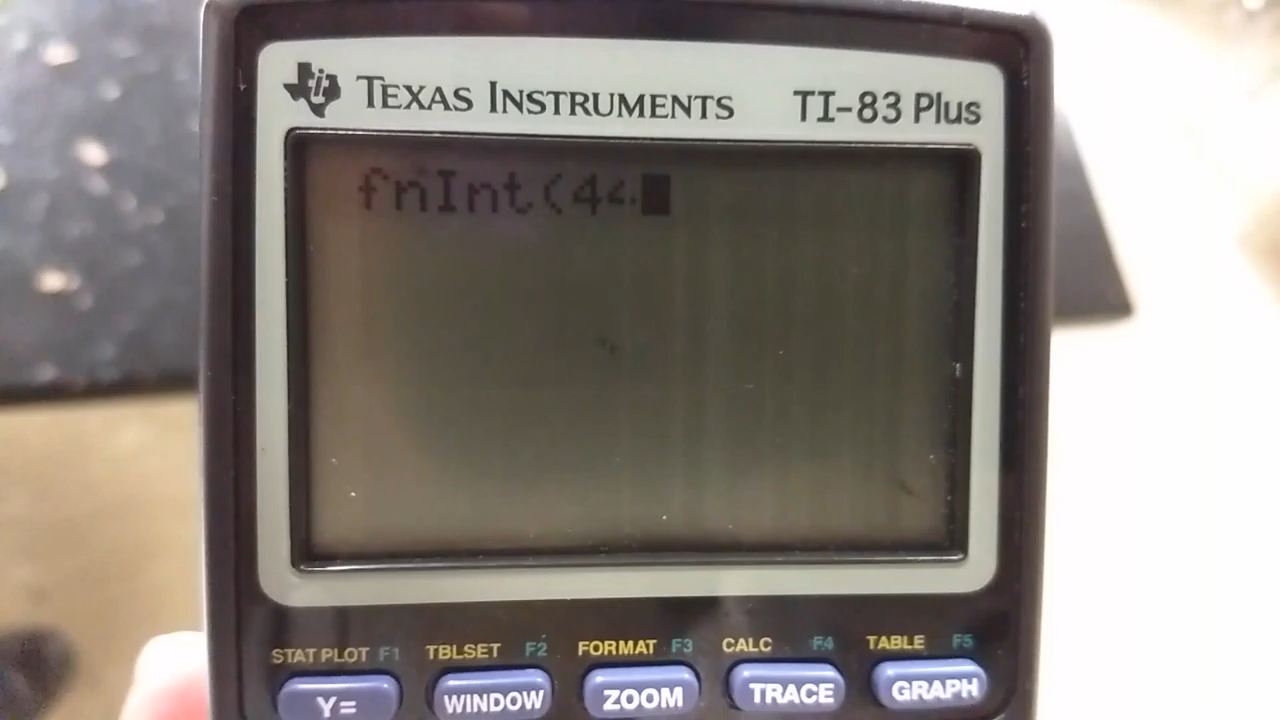 TEXAS INSTRUMENTS TI-83 Plus
fnInt(4
STAT PLOT F1 TBLSET F2 FORMAT F3 CALC F4 TABLE F5
Y= WINDOW ZOOM TRACE GRAPH